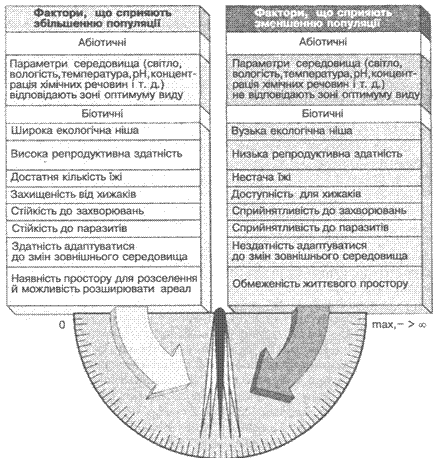 Фактори, що сприяють
збільшенню популяції
Абіотичні
Параметри середовища (світло,
вологість,температура,pH,концент-
рація хімічних речовин і т. д.)
відповідають зоні оптимуму виду
Біотичні
Широка екологічна ніша
Висока репродуктивна здатність
Достатня кількість їжі
Захищеність від хижаків
Стійкість до захворювань
Стійкість до паразитів
Здатність адаптуватися
до змін зовнішнього середовища
Наявність простору для розселення
й можливість розширювати ареал
Фактори, що сприяють
зменшенню популяції
Абіотичні
Параметри середовища (світло,
вологість,температура,pH,концент-
рація хімічних речовин і т. д.)
не відповідають зоні оптимуму виду
Біотичні
Вузька екологічна ніша
Низька репродуктивна здатність
Нестача їжі
Доступність для хижаків
Сприйнятливість до захворювань
Сприйнятливість до паразитів
Нездатність адаптуватися
до змін зовнішнього середовища
Обмеженість життєвого простору
0
max,– > ∞